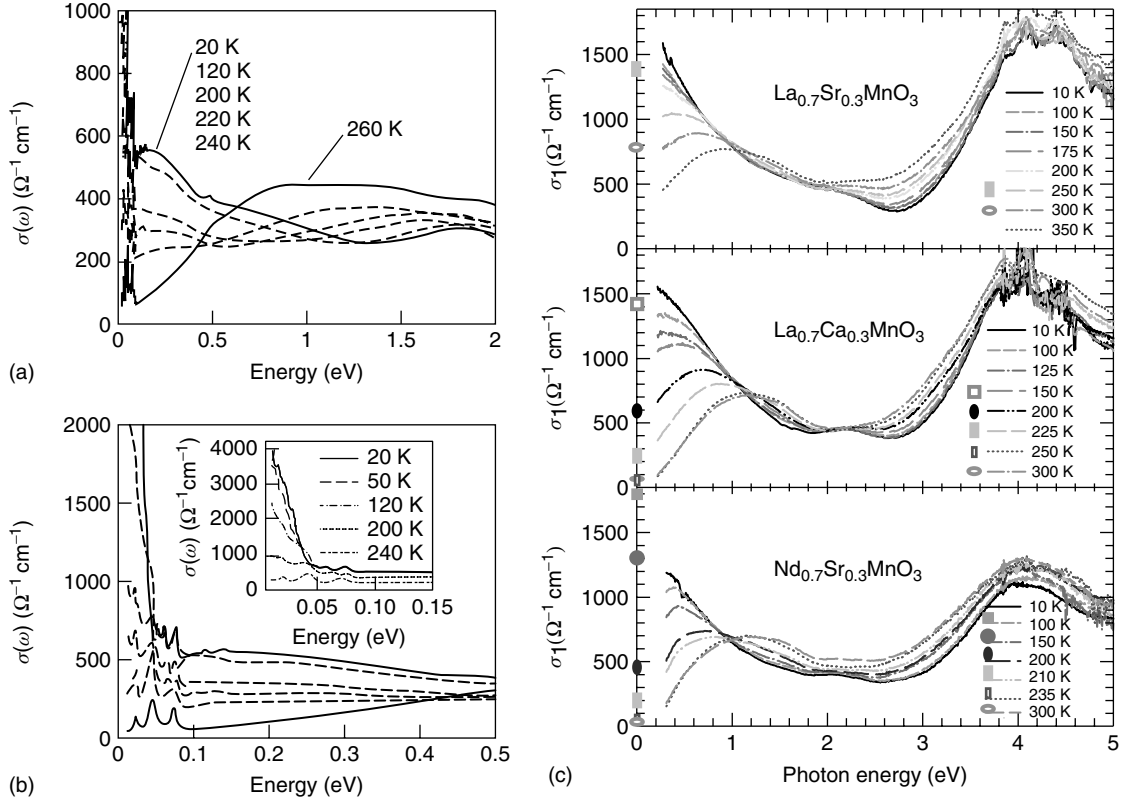 1000
800
600
400
200
0
σ(ω) (Ω⁻¹ cm⁻¹)
20 K
120 K
200 K
220 K
240 K
260 K
0 0.5 1 1.5 2
(a)
Energy (eV)
2000
1500
1000
500
0
σ(ω) (Ω⁻¹ cm⁻¹)
4000
3000
2000
1000
0
σ(ω) (Ω⁻¹ cm⁻¹)
20 K
50 K
120 K
200 K
240 K
0.05 0.10 0.15
Energy (eV)
0 0.1 0.2 0.3 0.4 0.5
(b)
Energy (eV)
1500
1000
500
0
σ₁(Ω⁻¹ cm⁻¹)
La₀.₇Sr₀.₃MnO₃
10 K
100 K
150 K
175 K
200 K
250 K
300 K
350 K
1500
1000
500
0
σ₁(Ω⁻¹ cm⁻¹)
La₀.₇Ca₀.₃MnO₃
10 K
100 K
125 K
150 K
200 K
225 K
250 K
300 K
1500
1000
500
0
σ₁(Ω⁻¹ cm⁻¹)
Nd₀.₇Sr₀.₃MnO₃
10 K
100 K
150 K
200 K
210 K
235 K
300 K
0 1 2 3 4 5
(c)
Photon energy (eV)